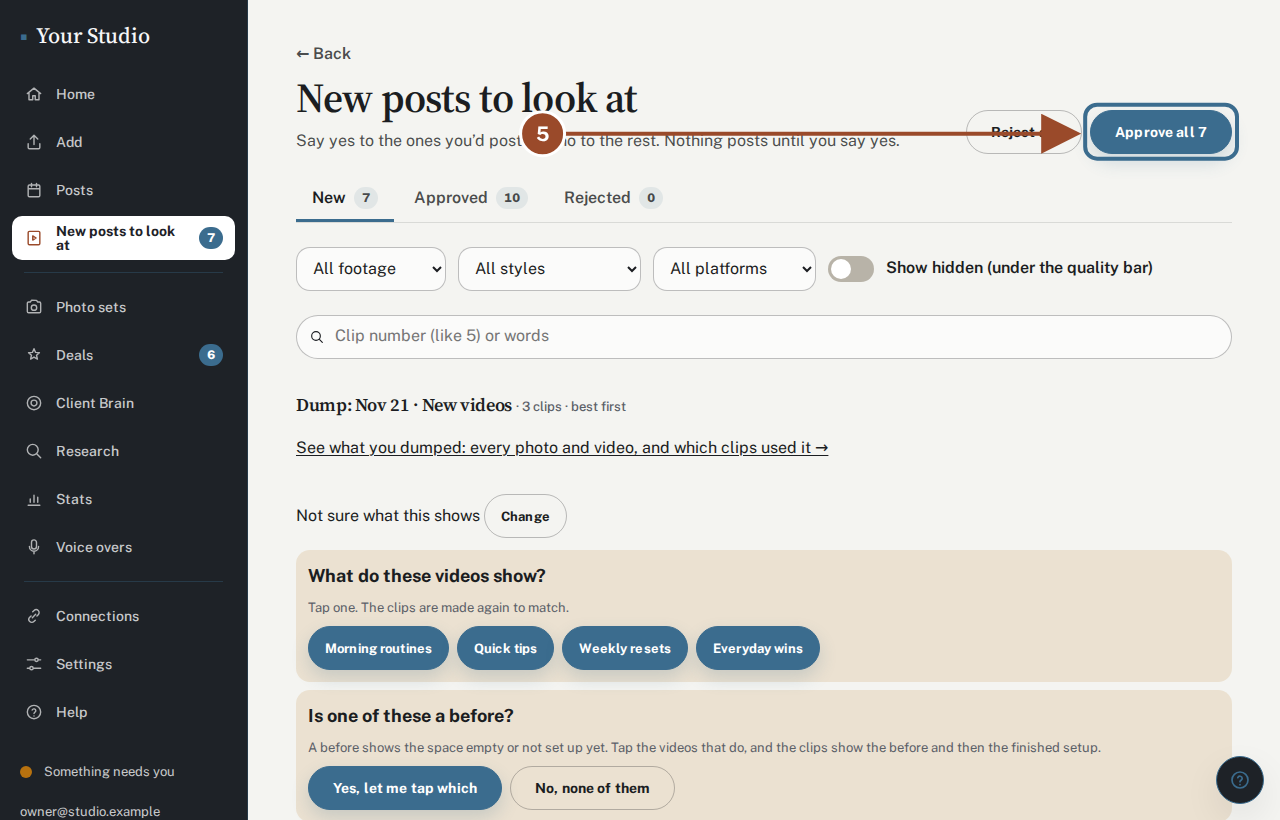 Your Studio
Home
Add
Posts
New posts to look
at
7
Photo sets
Deals
6
Client Brain
Research
Stats
Voice overs
Connections
Settings
Help
Something needs you
owner@studio.example
← Back
New posts to look at
Say yes to the ones you’d post
to the rest. Nothing posts until you say yes.
5
Reject
Approve all 7
New 7
Approved 10
Rejected 0
All footage
All styles
All platforms
Show hidden (under the quality bar)
Clip number (like 5) or words
Dump: Nov 21 · New videos · 3 clips · best first
See what you dumped: every photo and video, and which clips used it →
Not sure what this shows
Change
What do these videos show?
Tap one. The clips are made again to match.
Morning routines
Quick tips
Weekly resets
Everyday wins
Is one of these a before?
A before shows the space empty or not set up yet. Tap the videos that do, and the clips show the before and then the finished setup.
Yes, let me tap which
No, none of them